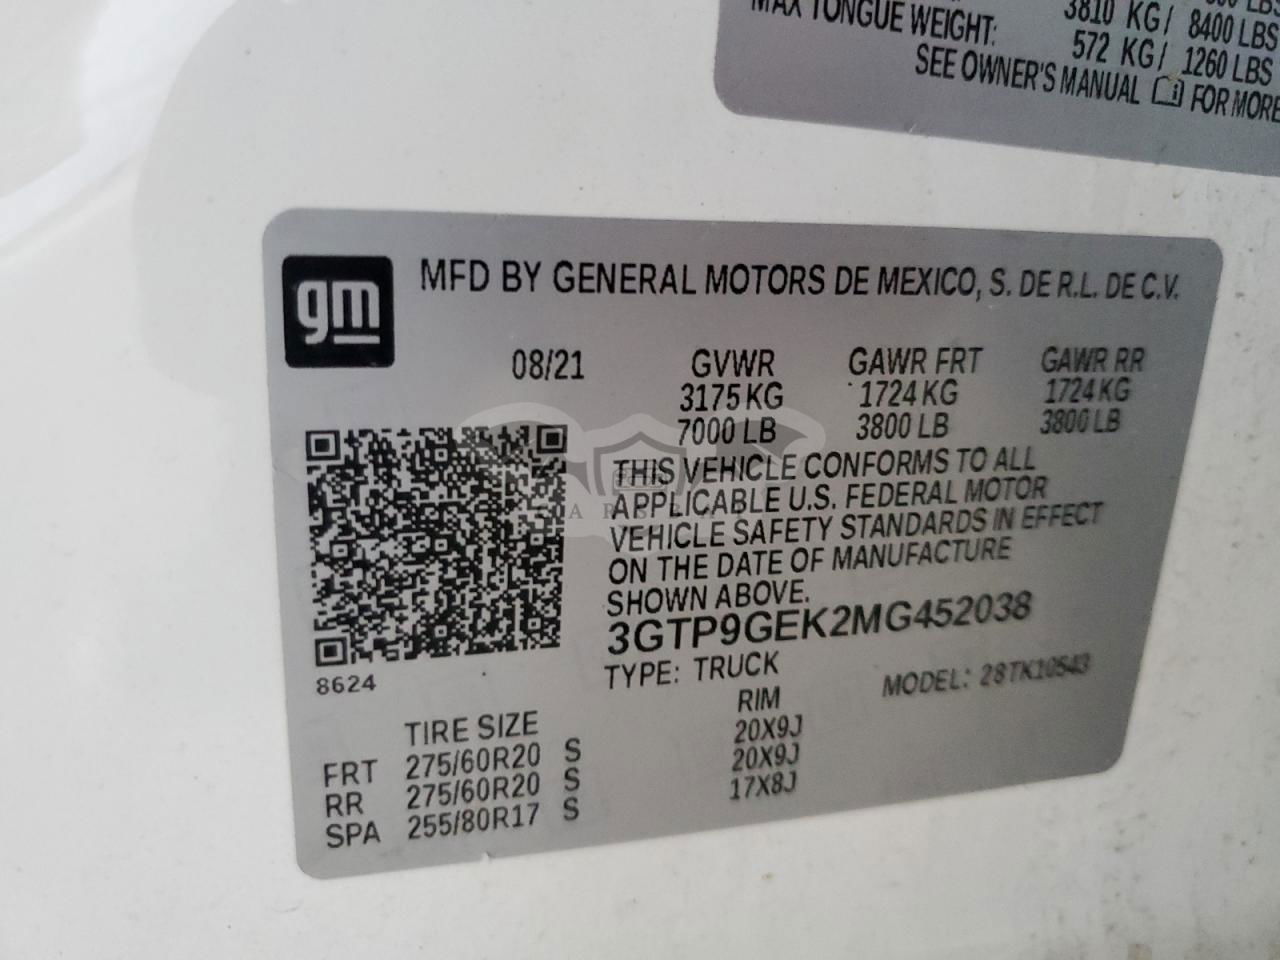 3810 KG/ 8400 LBS
MAX TONGUE WEIGHT: 572 KG/ 1260 LBS
SEE OWNER'S MANUAL FOR MORE
gm
MFD BY GENERAL MOTORS DE MEXICO, S. DE R.L. DE C.V.
08/21 GVWR GAWR FRT GAWR RR
3175 KG 1724 KG 1724 KG
7000 LB 3800 LB 3800 LB
THIS VEHICLE CONFORMS TO ALL
APPLICABLE U.S. FEDERAL MOTOR
VEHICLE SAFETY STANDARDS IN EFFECT
ON THE DATE OF MANUFACTURE
SHOWN ABOVE.
3GTP9GEK2MG452038
TYPE: TRUCK MODEL: 28TK10543
8624
TIRE SIZE RIM
FRT 275/60R20 S 20X9J
RR 275/60R20 S 20X9J
SPA 255/80R17 S 17X8J